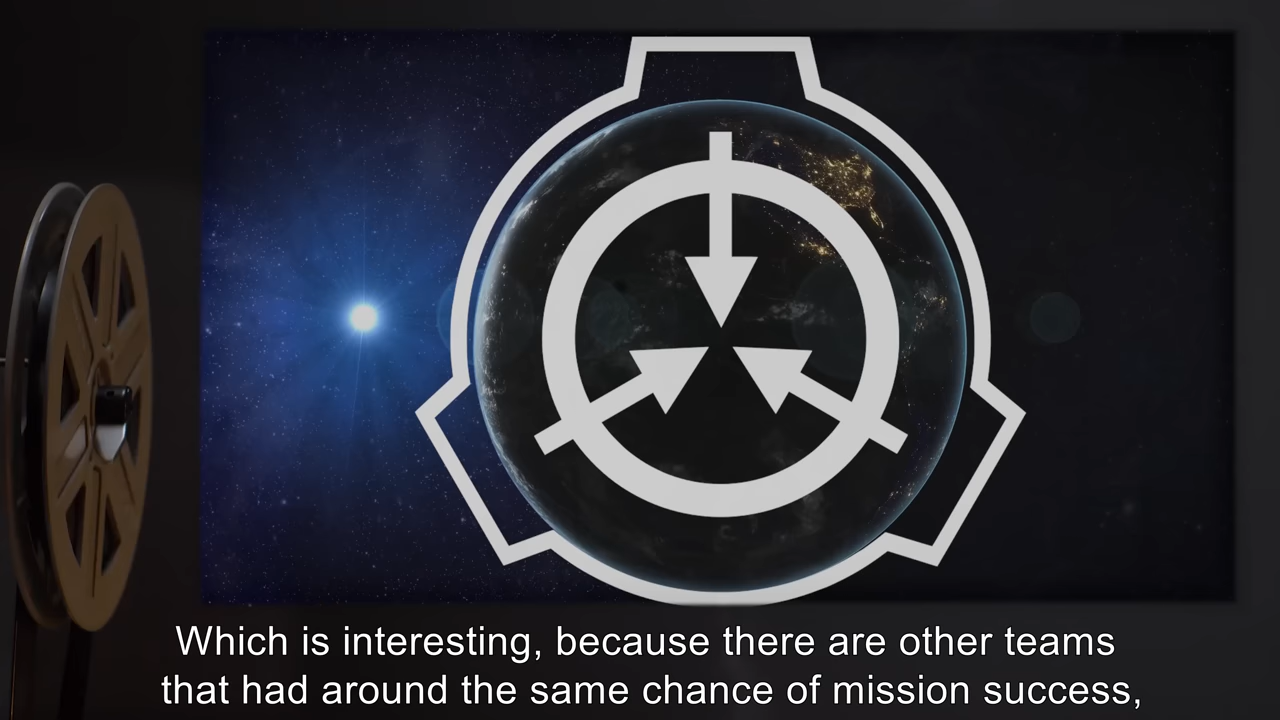 Which is interesting, because there are other teams
that had around the same chance of mission success,